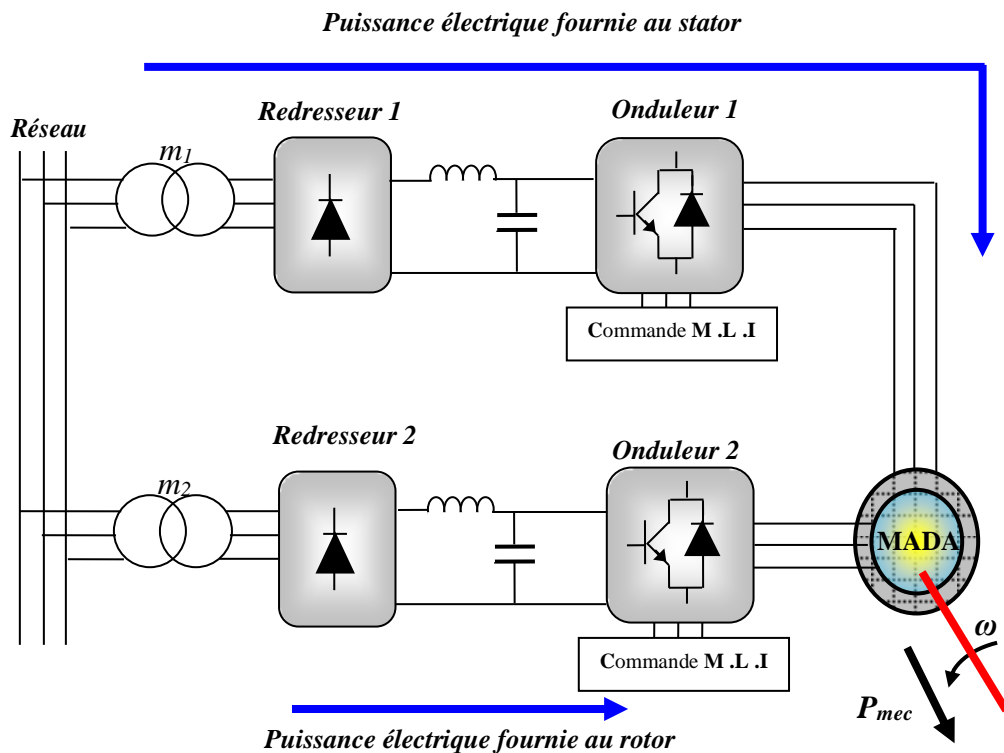 Puissance électrique fournie au stator
Réseau
m1
Redresseur 1
Onduleur 1
Commande M .L .I
m2
Redresseur 2
Onduleur 2
MADA
Commande M .L .I
ω
Pmec
Puissance électrique fournie au rotor